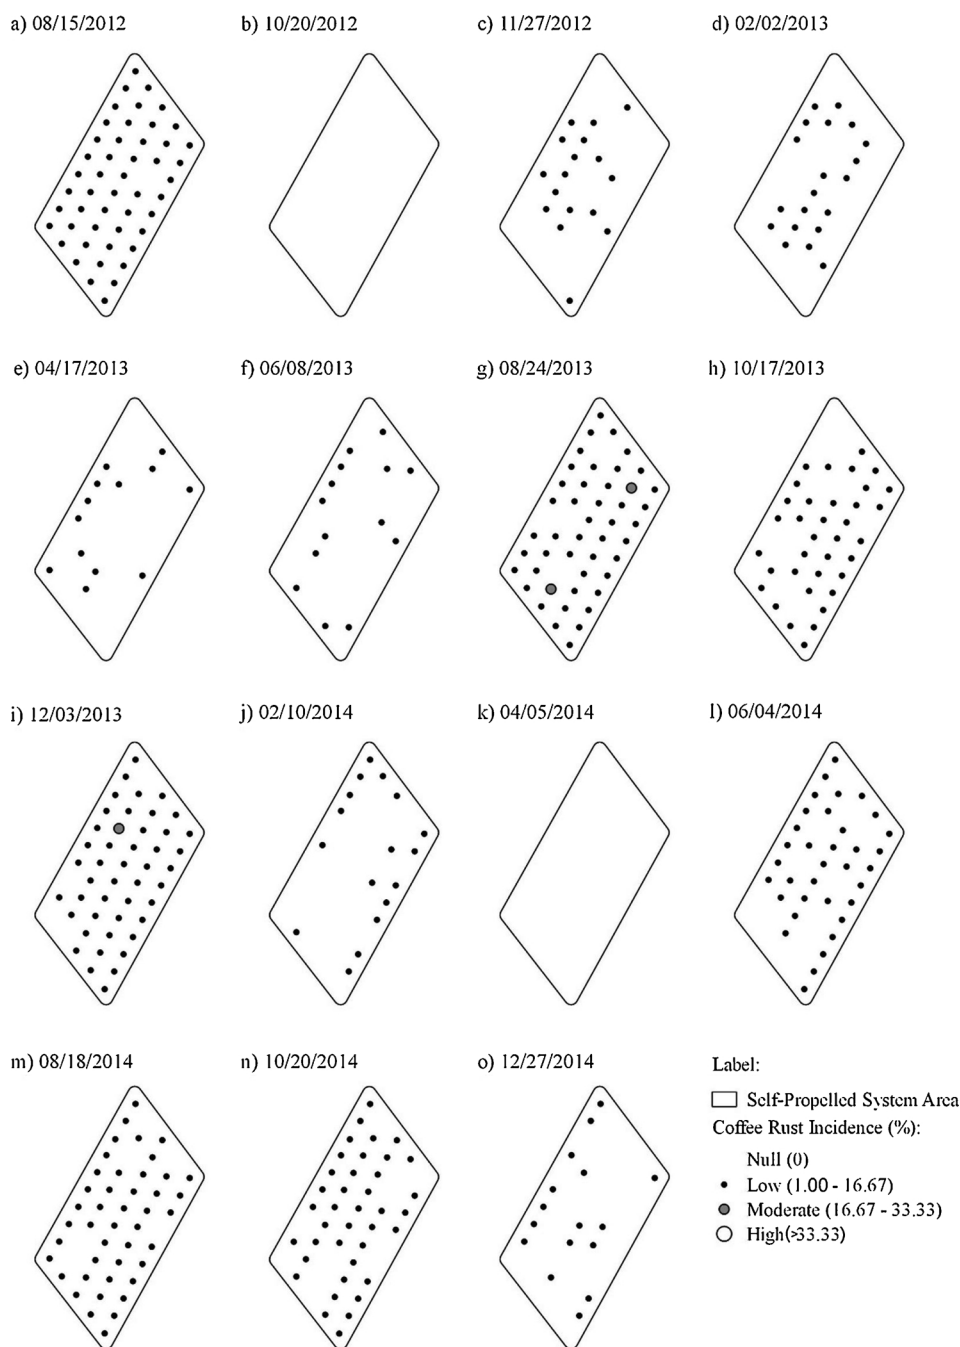 a) 08/15/2012
b) 10/20/2012
c) 11/27/2012
d) 02/02/2013
e) 04/17/2013
f) 06/08/2013
g) 08/24/2013
h) 10/17/2013
i) 12/03/2013
j) 02/10/2014
k) 04/05/2014
l) 06/04/2014
m) 08/18/2014
n) 10/20/2014
o) 12/27/2014
Label:
Self-Propelled System Area
Coffee Rust Incidence (%):
Null (0)
Low (1.00 - 16.67)
Moderate (16.67 - 33.33)
High(>33.33)